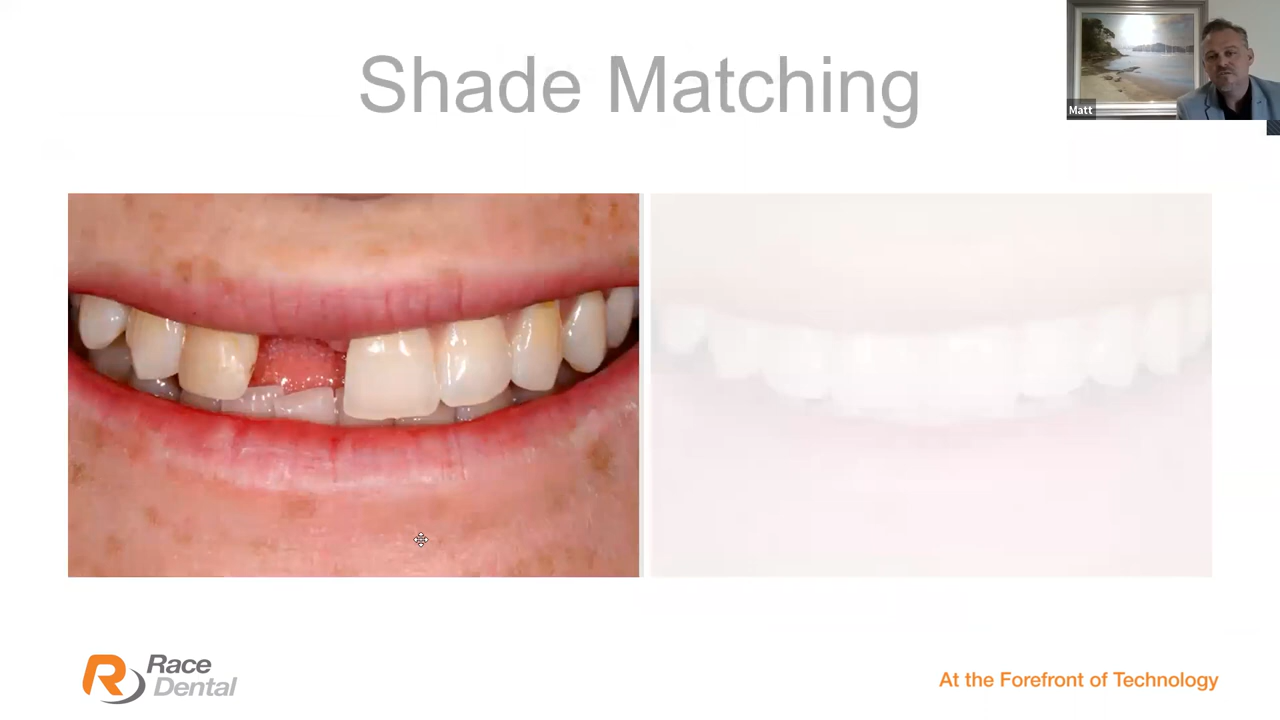 Shade Matching
Matt
Race
Dental
At the Forefront of Technology